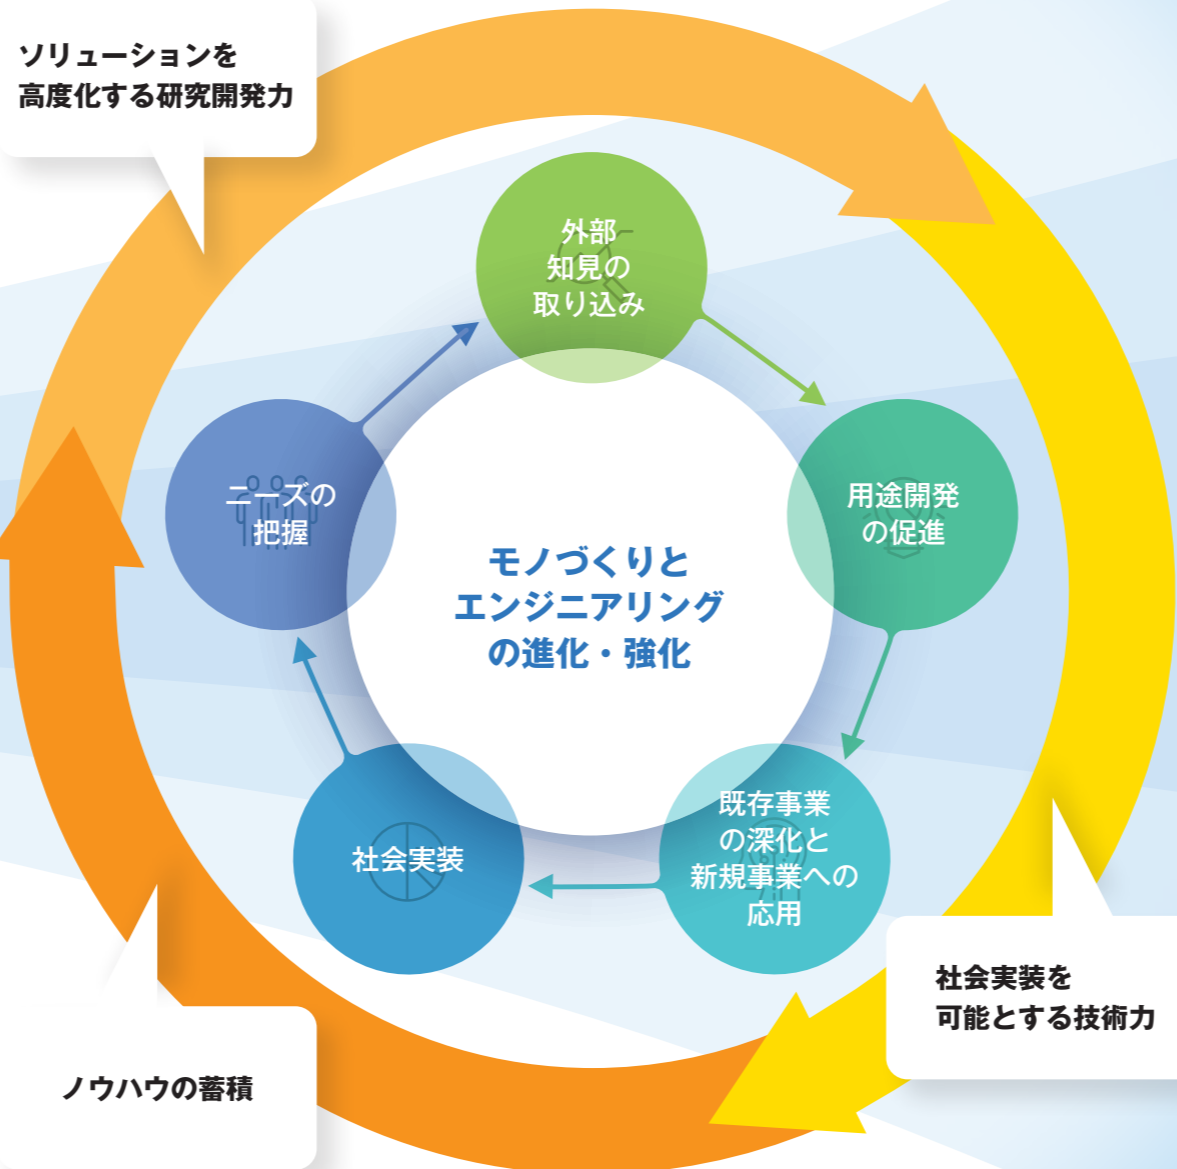 ソリューションを
高度化する研究開発力
外部
知見の
取り込み
ニーズの
把握
用途開発
の促進
モノづくりと
エンジニアリング
の進化・強化
社会実装
既存事業
の深化と
新規事業への
応用
社会実装を
可能とする技術力
ノウハウの蓄積